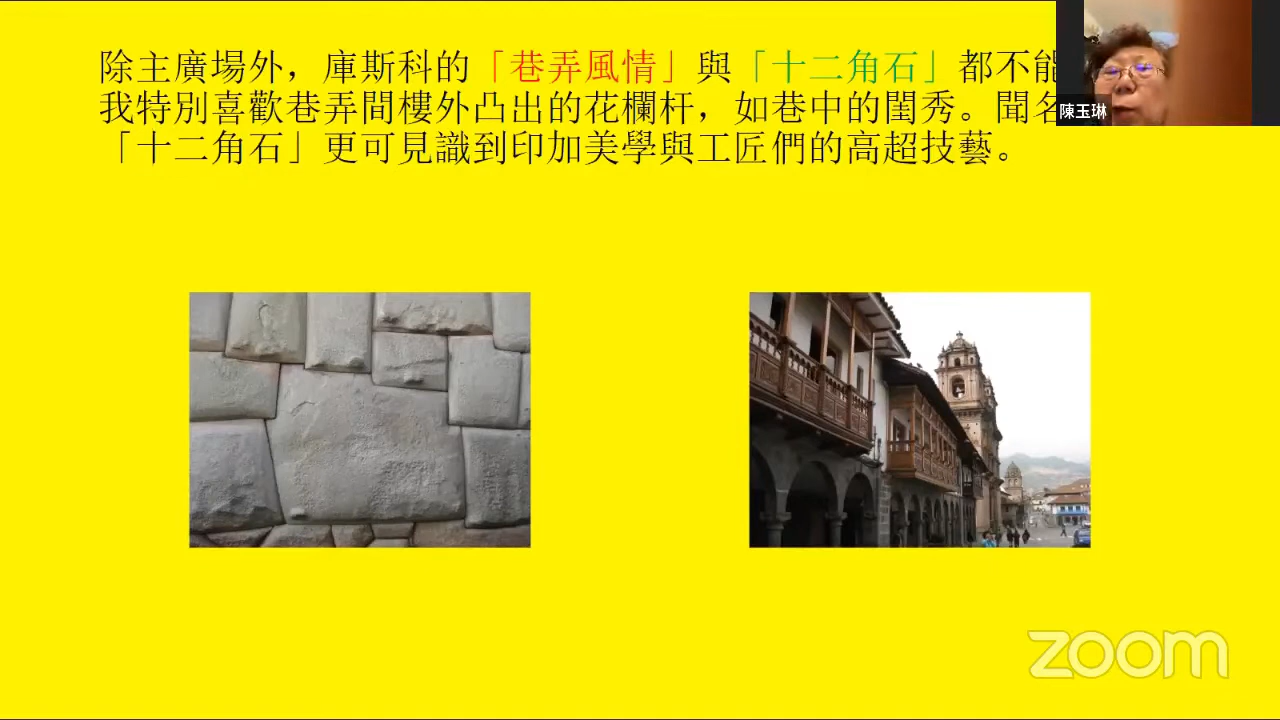 除主廣場外，庫斯科的「巷弄風情」與「十二角石」都不能
我特別喜歡巷弄間樓外凸出的花欄杆，如巷中的閨秀。聞名
「十二角石」更可見識到印加美學與工匠們的高超技藝。
陳玉琳
zoom